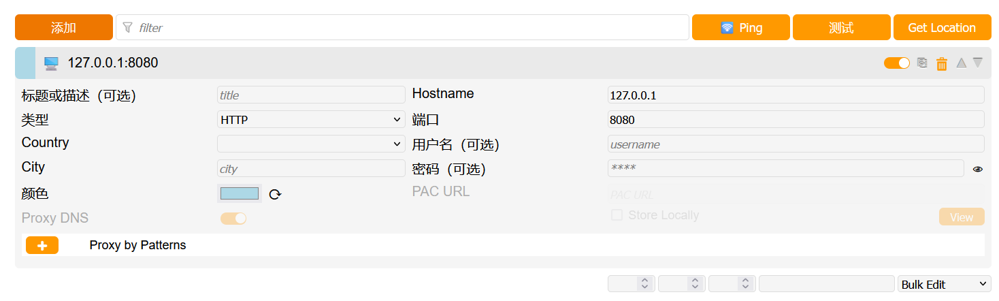 添加 filter Ping 测试 Get Location
127.0.0.1:8080
标题或描述（可选） title Hostname 127.0.0.1
类型 HTTP 端口 8080
Country 用户名（可选） username
City city 密码（可选） ****
颜色 PAC URL PAC URL
Proxy DNS Store Locally View
Proxy by Patterns
Bulk Edit